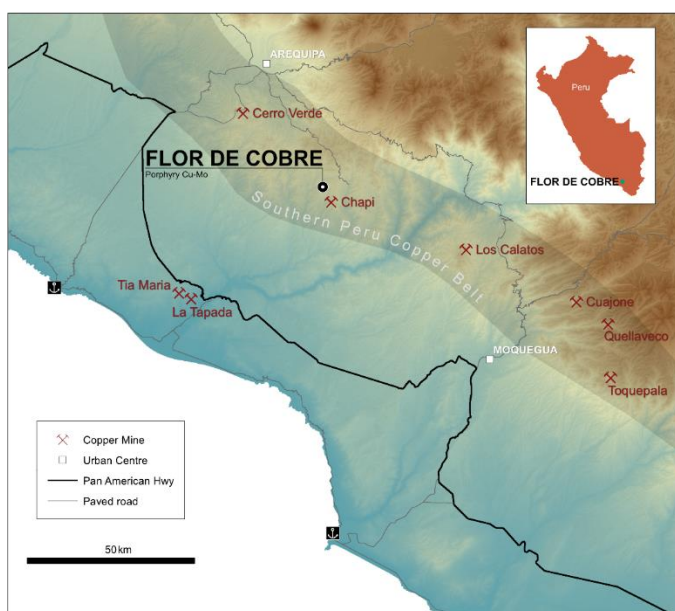 AREQUIPA
Peru
Cerro Verde
FLOR DE COBRE
Porphyry Cu-Mo
FLOR DE COBRE
Chapi
Southern Peru Copper Belt
Los Calatos
Tia Maria
La Tapada
Cuajone
Quellaveco
MOQUEGUA
Toquepala
Copper Mine
Urban Centre
Pan American Hwy
Paved road
50 km